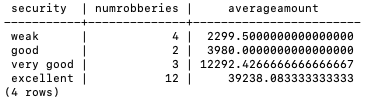 security  | numrobberies |   averageamount
-----------+--------------+--------------------
 weak      |            4 | 2299.5000000000000000
 good      |            2 | 3980.0000000000000000
 very good |            3 | 12292.4266666666666667
 excellent |           12 | 39238.083333333333
(4 rows)